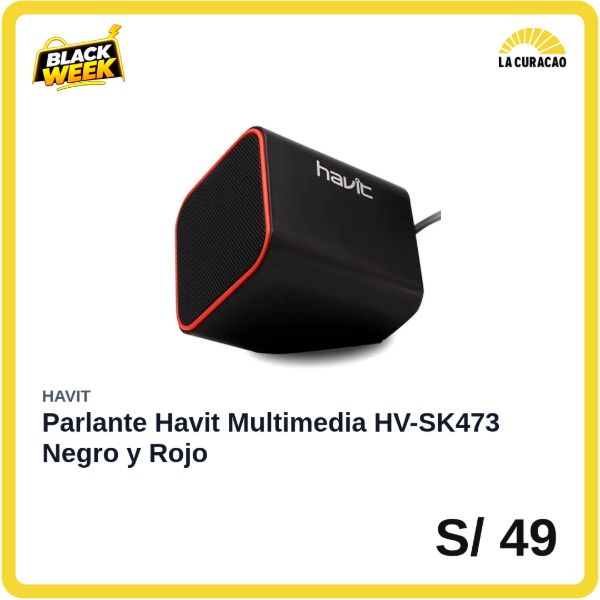 BLACK
WEEK
LA CURACAO
havit
HAVIT
Parlante Havit Multimedia HV-SK473
Negro y Rojo
S/ 49